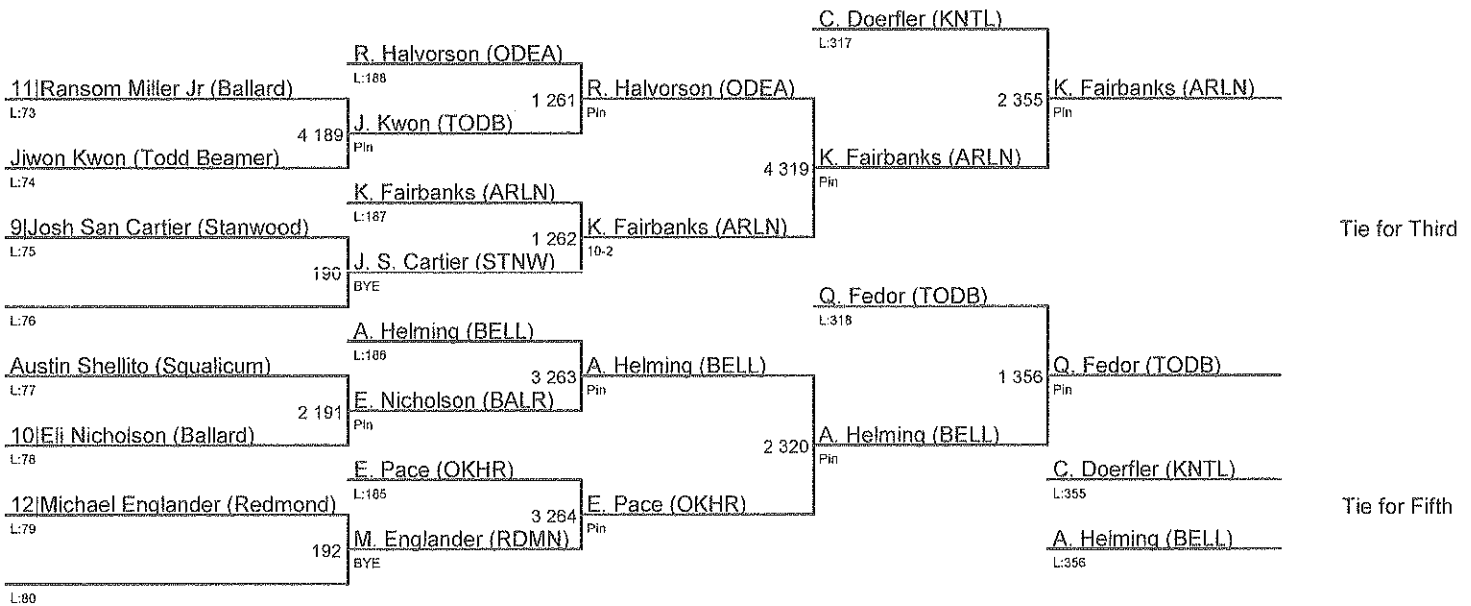 C. Doerfler (KNTL)
L:317
R. Halvorson (ODEA)
L:188
11|Ransom Miller Jr (Ballard)
L:73
1 261
R. Halvorson (ODEA)
Pin
2 355
K. Fairbanks (ARLN)
Pin
4 189
J. Kwon (TODB)
Pin
Jiwon Kwon (Todd Beamer)
L:74
4 319
K. Fairbanks (ARLN)
Pin
K. Fairbanks (ARLN)
L:187
9|Josh San Cartier (Stanwood)
L:75
1 262
K. Fairbanks (ARLN)
10-2
Tie for Third
190
J. S. Cartier (STNW)
BYE
L:76
Q. Fedor (TODB)
L:318
A. Helming (BELL)
L:186
Austin Shellito (Squalicum)
L:77
3 263
A. Helming (BELL)
Pin
1 356
Q. Fedor (TODB)
Pin
2 191
E. Nicholson (BALR)
Pin
10|Eli Nicholson (Ballard)
L:78
2 320
A. Helming (BELL)
Pin
E. Pace (OKHR)
L:185
C. Doerfler (KNTL)
L:355
12|Michael Englander (Redmond)
L:79
3 264
E. Pace (OKHR)
Pin
Tie for Fifth
192
M. Englander (RDMN)
BYE
A. Helming (BELL)
L:356
L:80